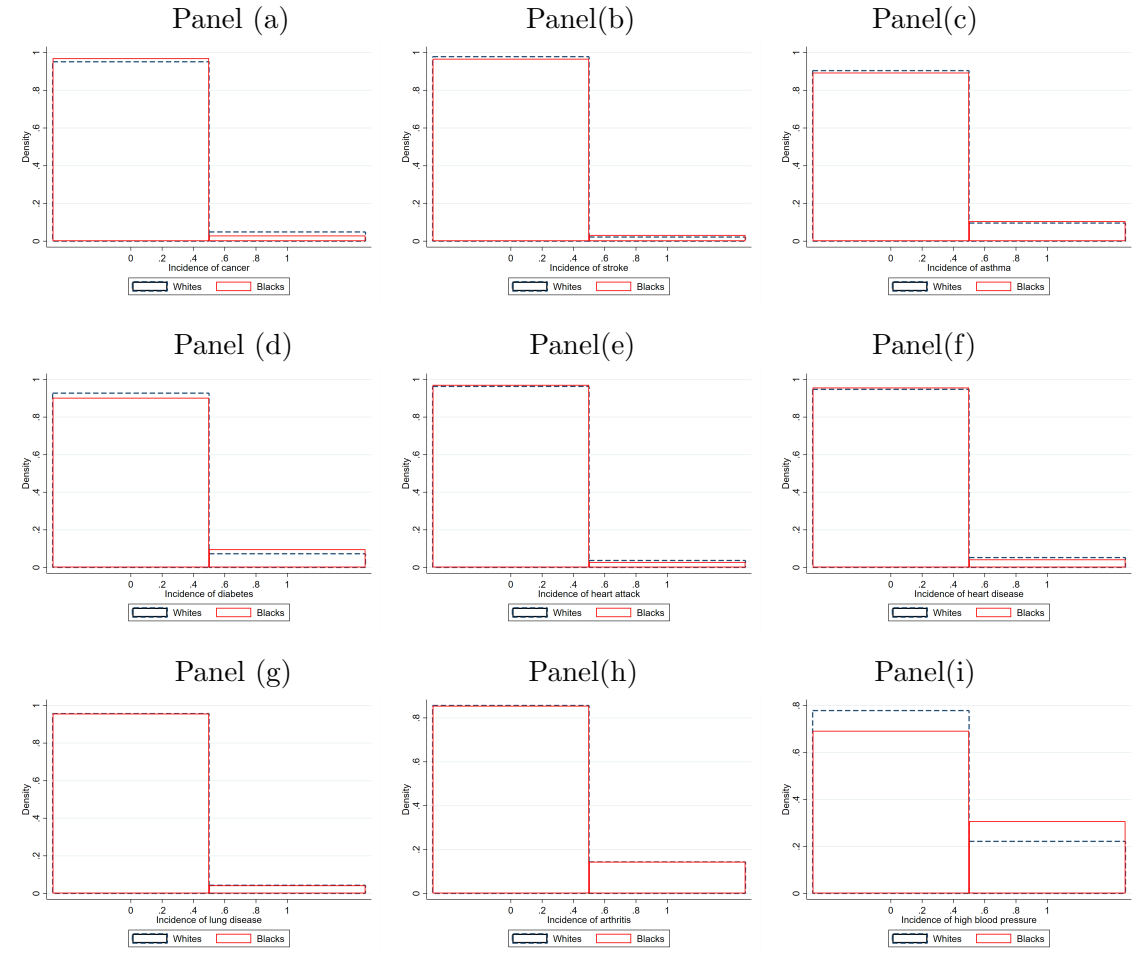 Panel (a)
Panel(b)
Panel(c)
Density
0
.2
.4
.6
.8
1
0 .2 .4 .6 .8 1
Incidence of cancer
Whites Blacks
Density
0
.2
.4
.6
.8
1
0 .2 .4 .6 .8 1
Incidence of stroke
Whites Blacks
Density
0
.2
.4
.6
.8
1
0 .2 .4 .6 .8 1
Incidence of asthma
Whites Blacks
Panel (d)
Panel(e)
Panel(f)
Density
0
.2
.4
.6
.8
1
0 .2 .4 .6 .8 1
Incidence of diabetes
Whites Blacks
Density
0
.2
.4
.6
.8
1
0 .2 .4 .6 .8 1
Incidence of heart attack
Whites Blacks
Density
0
.2
.4
.6
.8
1
0 .2 .4 .6 .8 1
Incidence of heart disease
Whites Blacks
Panel (g)
Panel(h)
Panel(i)
Density
0
.2
.4
.6
.8
1
0 .2 .4 .6 .8 1
Incidence of lung disease
Whites Blacks
Density
0
.2
.4
.6
.8
0 .2 .4 .6 .8 1
Incidence of arthritis
Whites Blacks
Density
0
.2
.4
.6
.8
0 .2 .4 .6 .8 1
Incidence of high blood pressure
Whites Blacks